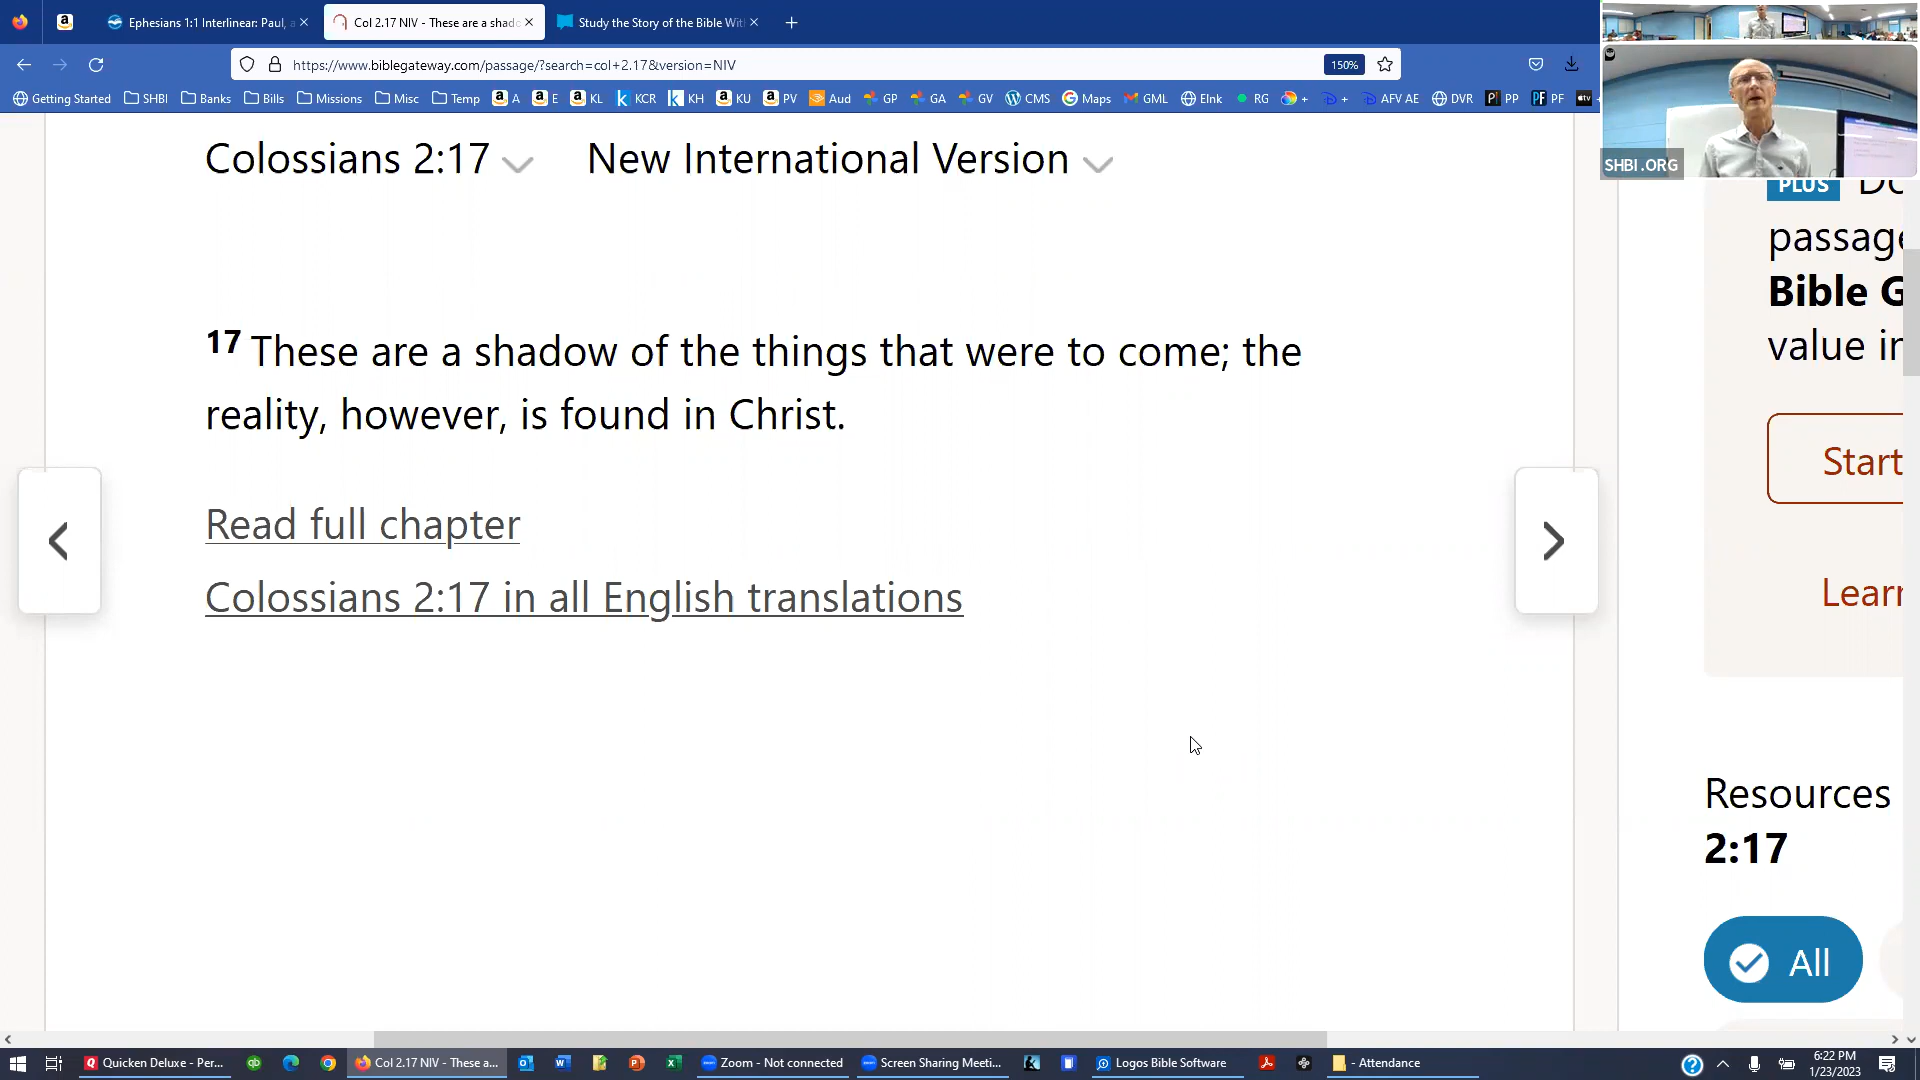 Ephesians 1:1 Interlinear: Paul, a
Col 2.17 NIV - These are a shado
Study the Story of the Bible Wit
https://www.biblegateway.com/passage/?search=col+2.17&version=NIV
150%
Getting Started
SHBI
Banks
Bills
Missions
Misc
Temp
A
E
KL
KCR
KH
KU
PV
Aud
GP
GA
GV
CMS
Maps
GML
EInk
RG
+
+
AFV AE
DVR
PP
PF
+
SHBI.ORG
Colossians 2:17
New International Version
17 These are a shadow of the things that were to come; the
reality, however, is found in Christ.
Read full chapter
Colossians 2:17 in all English translations
PLUS
passage
Bible G
value in
Start
Learn
Resources
2:17
All
Quicken Deluxe - Per...
Col 2.17 NIV - These a...
Zoom - Not connected
Screen Sharing Meeti...
Logos Bible Software
- Attendance
6:22 PM
1/23/2023